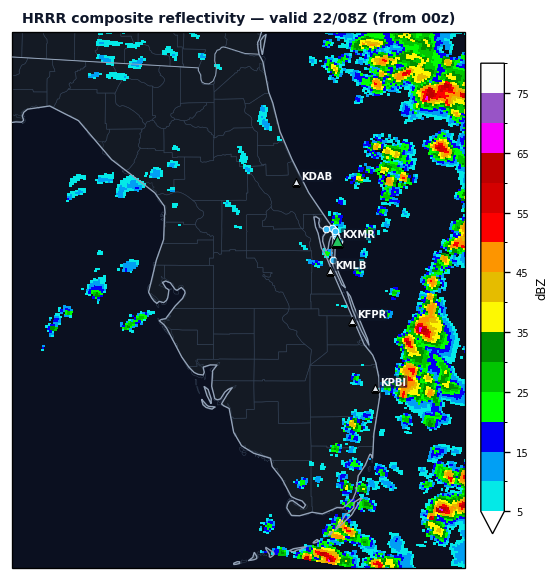 HRRR composite reflectivity — valid 22/08Z (from 00z)
KDAB
KXMR
KMLB
KFPR
KPBI
75
65
55
45
35
25
15
5
dBZ